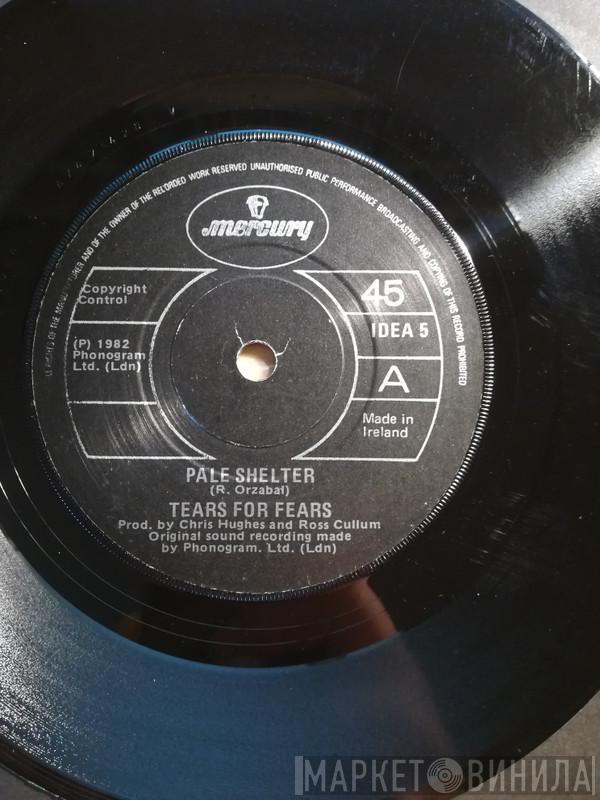 ALL RIGHTS OF THE MANUFACTURER AND OF THE OWNER OF THE RECORDED WORK RESERVED UNAUTHORISED PUBLIC PERFORMANCE BROADCASTING AND COPYING OF THIS RECORD PROHIBITED
mercury
Copyright
Control
(P) 1982
Phonogram
Ltd. (Ldn)
45
IDEA 5
A
Made in
Ireland
PALE SHELTER
(R. Orzabal)
TEARS FOR FEARS
Prod. by Chris Hughes and Ross Cullum
Original sound recording made
by Phonogram. Ltd. (Ldn)
МАРКЕТ ВИНИЛА